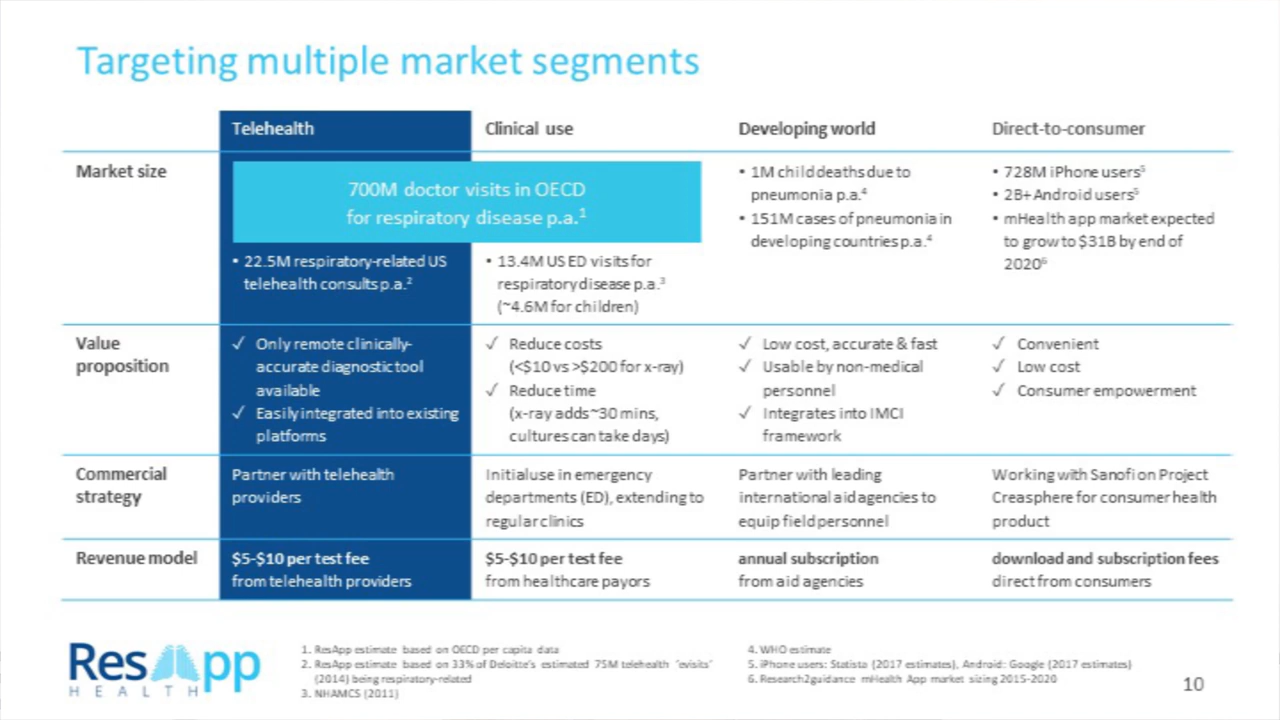 Targeting multiple market segments
Telehealth
Clinical use
Developing world
Direct-to-consumer
Market size
700M doctor visits in OECD
for respiratory disease p.a.1
• 22.5M respiratory-related US
telehealth consults p.a.2
• 13.4M US ED visits for
respiratory disease p.a.3
(~4.6M for children)
• 1M child deaths due to
pneumonia p.a.4
• 151M cases of pneumonia in
developing countries p.a.4
• 728M iPhone users5
• 2B+ Android users5
• mHealth app market expected
to grow to $31B by end of
20206
Value
proposition
✓ Only remote clinically-
accurate diagnostic tool
available
✓ Easily integrated into existing
platforms
✓ Reduce costs
(<$10 vs >$200 for x-ray)
✓ Reduce time
(x-ray adds ~30 mins,
cultures can take days)
✓ Low cost, accurate & fast
✓ Usable by non-medical
personnel
✓ Integrates into IMCI
framework
✓ Convenient
✓ Low cost
✓ Consumer empowerment
Commercial
strategy
Partner with telehealth
providers
Initial use in emergency
departments (ED), extending to
regular clinics
Partner with leading
international aid agencies to
equip field personnel
Working with Sanofi on Project
Creasphere for consumer health
product
Revenue model
$5-$10 per test fee
from telehealth providers
$5-$10 per test fee
from healthcare payors
annual subscription
from aid agencies
download and subscription fees
direct from consumers
ResApp
HEALTH
1. ResApp estimate based on OECD per capita data
2. ResApp estimate based on 33% of Deloitte's estimated 75M telehealth 'evisits'
(2014) being respiratory-related
3. NHAMCS (2011)
4. WHO estimate
5. iPhone users: Statista (2017 estimates), Android: Google (2017 estimates)
6. Research2guidance mHealth App market sizing 2015-2020
10